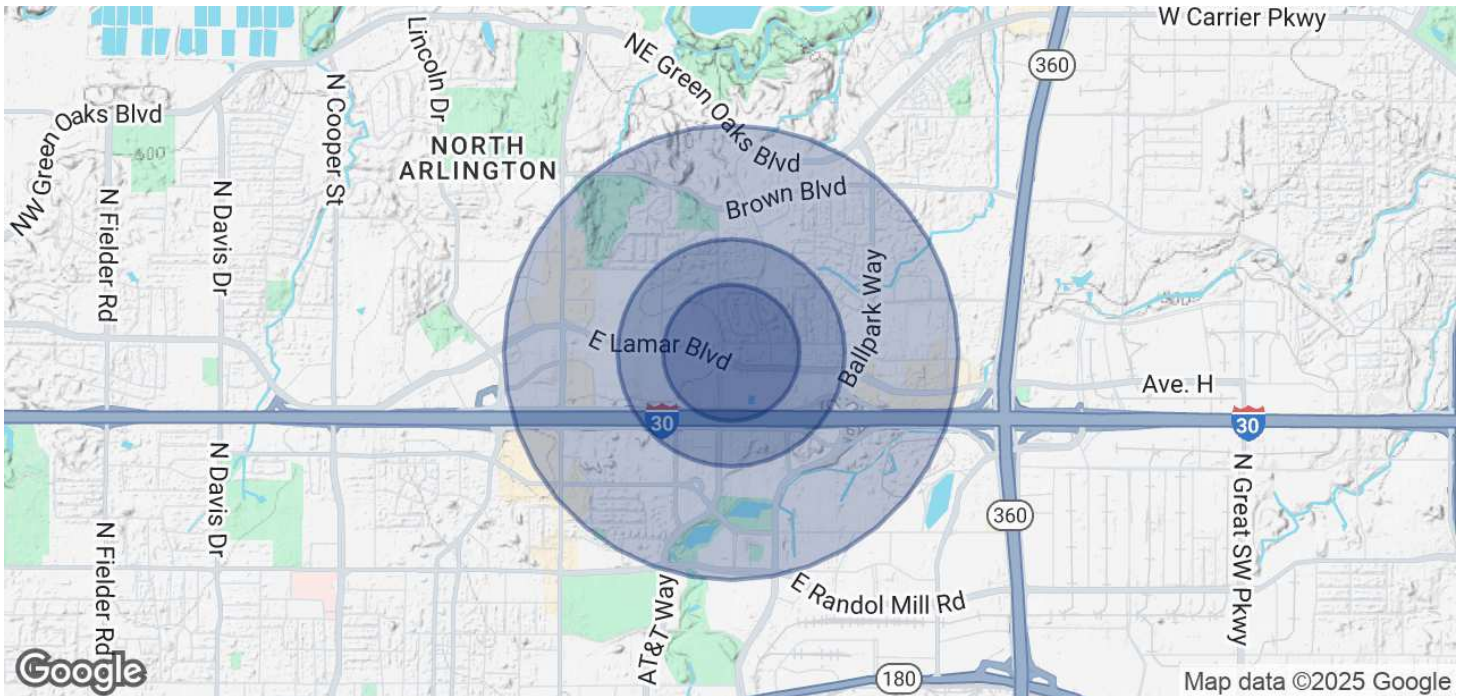 W Carrier Pkwy
360
Lincoln Dr
NE Green Oaks Blvd
NW Green Oaks Blvd
N Cooper St
500
NORTH
ARLINGTON
N Fielder Rd
N Davis Dr
Brown Blvd
Ballpark Way
E Lamar Blvd
Ave. H
30
30
N Davis Dr
N Fielder Rd
N Great SW Pkwy
360
AT&T Way
E Randol Mill Rd
180
Google
Map data ©2025 Google